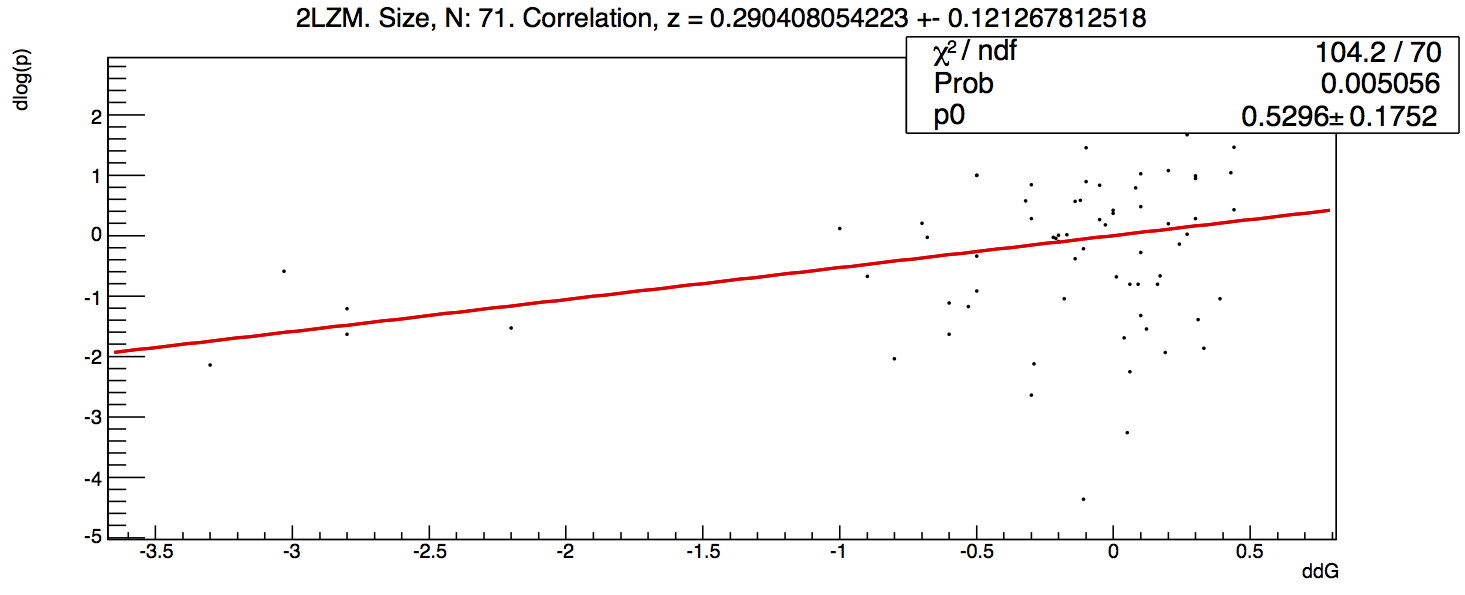 2LZM. Size, N: 71. Correlation, z = 0.290408054223 +- 0.121267812518
χ² / ndf 104.2 / 70
Prob 0.005056
p0 0.5296± 0.1752
dlog(p)
2
1
0
-1
-2
-3
-4
-5
-3.5 -3 -2.5 -2 -1.5 -1 -0.5 0 0.5
ddG